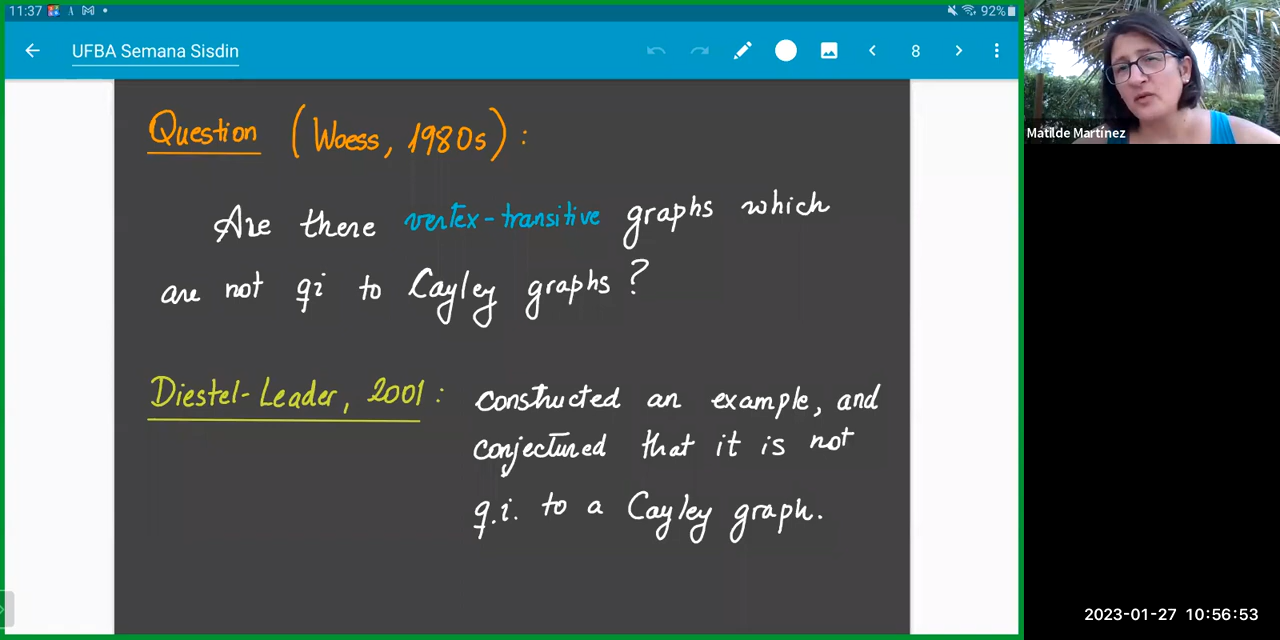 11:37
92%
UFBA Semana Sisdin
8
Question (Woess, 1980s):
Are there vertex-transitive graphs which
are not qi to Cayley graphs?
Diestel-Leader, 2001: constructed an example, and
conjectured that it is not
q.i. to a Cayley graph.
Matilde Martínez
2023-01-27 10:56:53